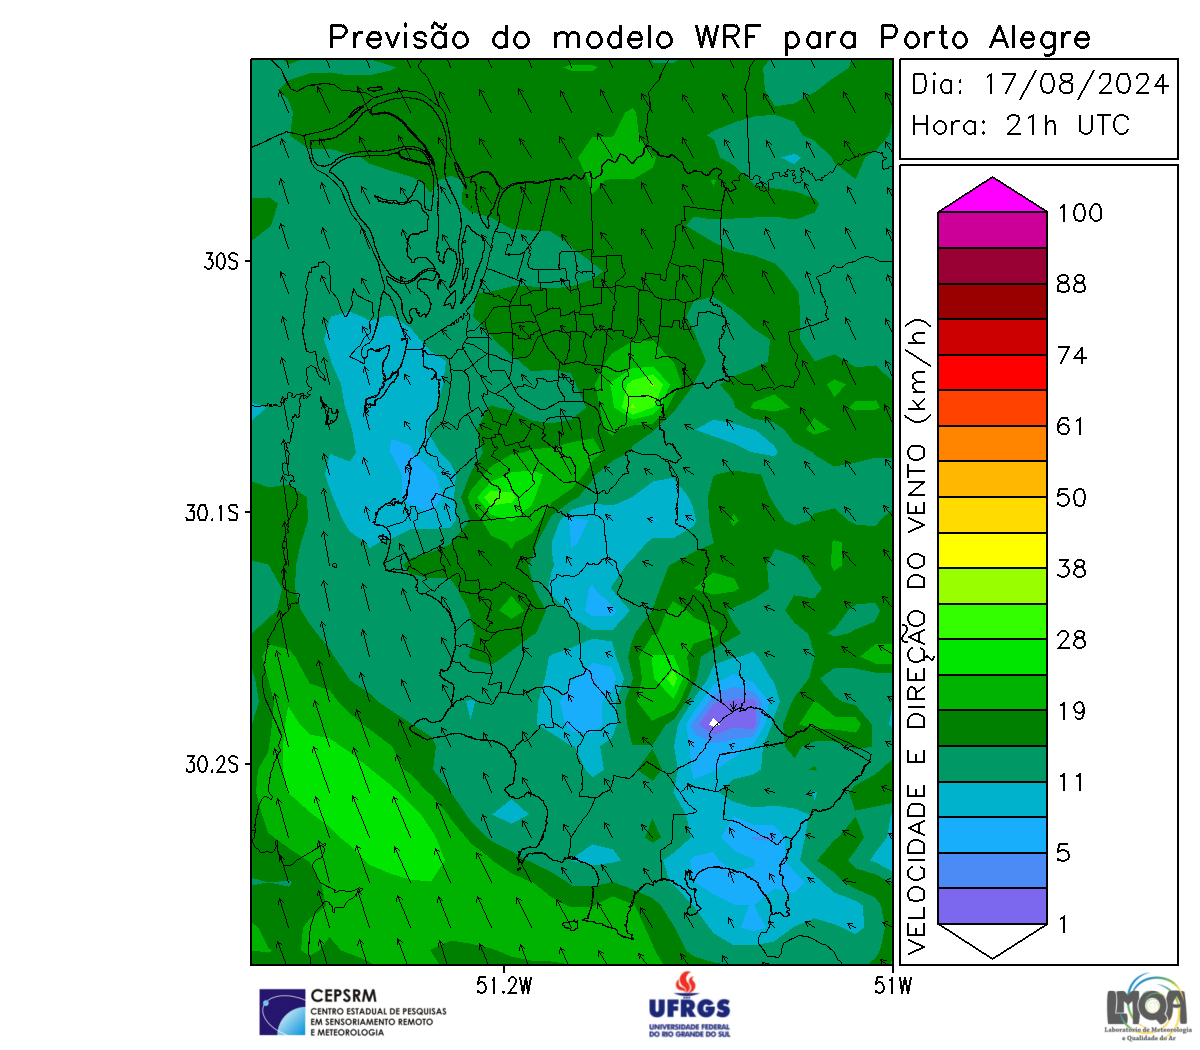 Previsão do modelo WRF para Porto Alegre
Dia: 17/08/2024
Hora: 21h UTC
30S
30.1S
30.2S
51.2W
51W
VELOCIDADE E DIREÇÃO DO VENTO (km/h)
100
88
74
61
50
38
28
19
11
5
1
CEPSRM
CENTRO ESTADUAL DE PESQUISAS
EM SENSORIAMENTO REMOTO
E METEOROLOGIA
UFRGS
UNIVERSIDADE FEDERAL
DO RIO GRANDE DO SUL
LMQA
Laboratório de Meteorologia
e Qualidade do Ar